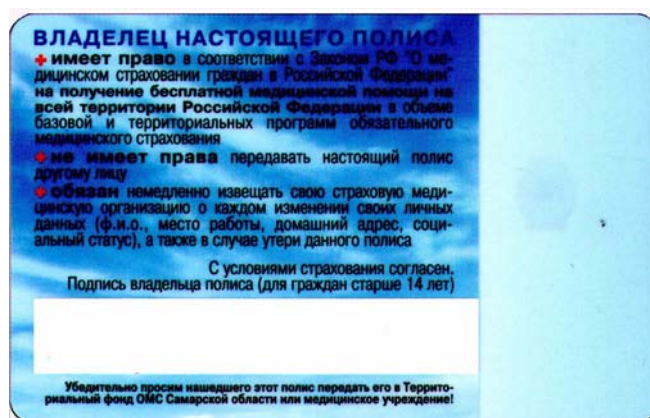 ВЛАДЕЛЕЦ НАСТОЯЩЕГО ПОЛИСА
+ имеет право в соответствии с Законом РФ "О ме-
дицинском страховании граждан в Российской Федерации"
на получение бесплатной медицинской помощи на
всей территории Российской Федерации в объеме
базовой и территориальных программ обязательного
медицинского страхования
+ не имеет права передавать настоящий полис
другому лицу
+ обязан немедленно извещать свою страховую меди-
цинскую организацию о каждом изменении своих личных
данных (ф.и.о., место работы, домашний адрес, соци-
альный статус), а также в случае утери данного полиса
С условиями страхования согласен.
Подпись владельца полиса (для граждан старше 14 лет)
Убедительно просим нашедшего этот полис передать его в Террито-
риальный фонд ОМС Самарской области или медицинское учреждение!